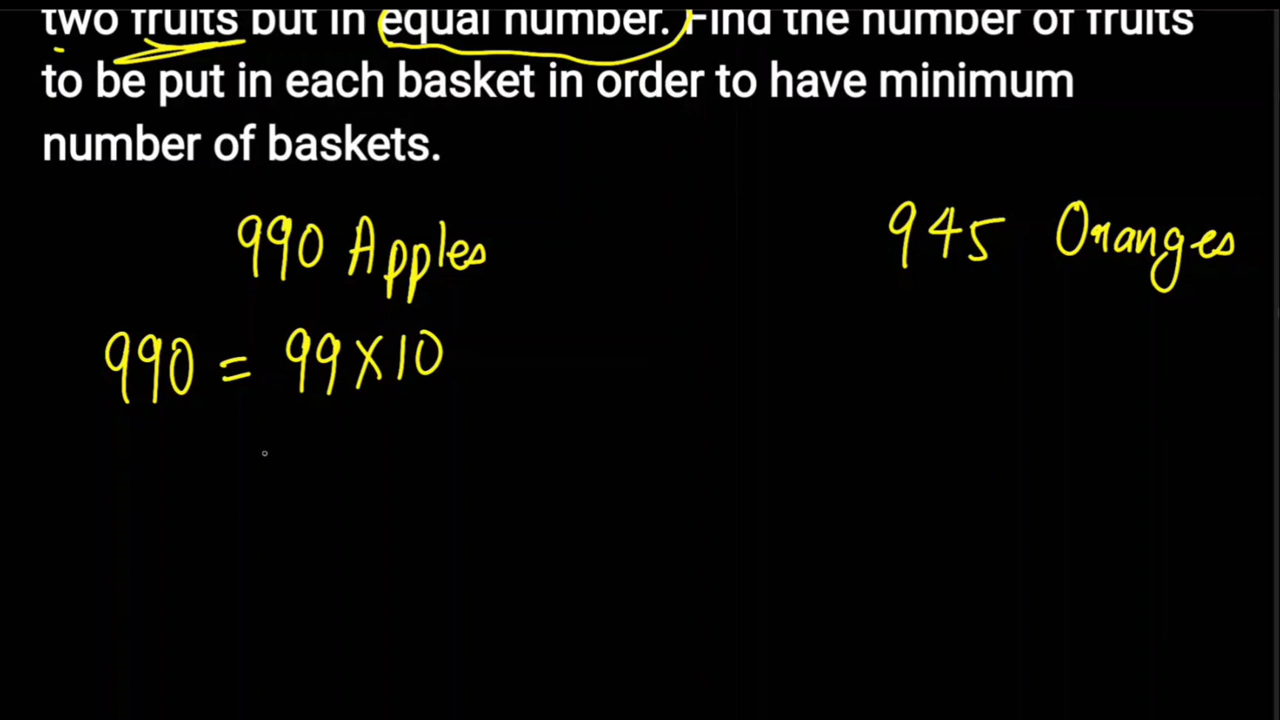 two fruits but in equal number. Find the number of fruits
to be put in each basket in order to have minimum
number of baskets.
990 Apples 945 Oranges
990 = 99 X 10